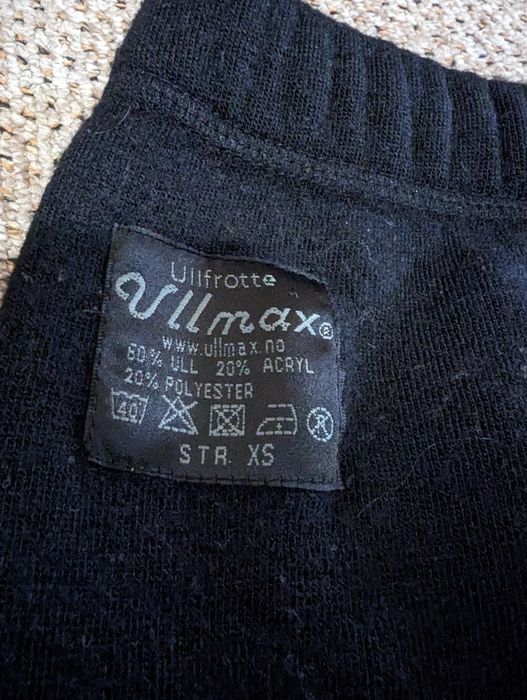 Ullfrotte
Ullmax®
www.ullmax.no
60% ULL 20% ACRYL
20% POLYESTER
40
STR. XS